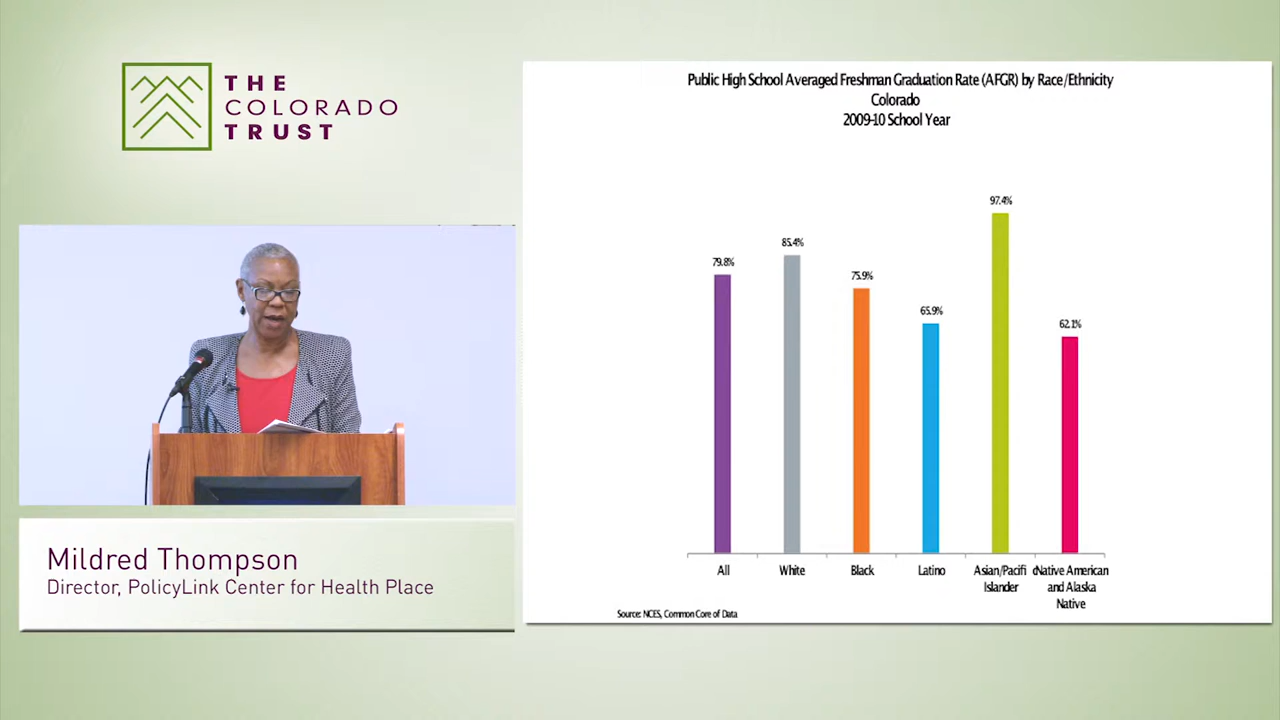 THE
COLORADO
TRUST
Mildred Thompson
Director, PolicyLink Center for Health Place
Public High School Averaged Freshman Graduation Rate (AFGR) by Race/Ethnicity
Colorado
2009-10 School Year
79.8%
85.4%
75.9%
65.9%
97.4%
62.1%
All
White
Black
Latino
Asian/Pacifi
Islander
cNative American
and Alaska
Native
Source: NCES, Common Core of Data